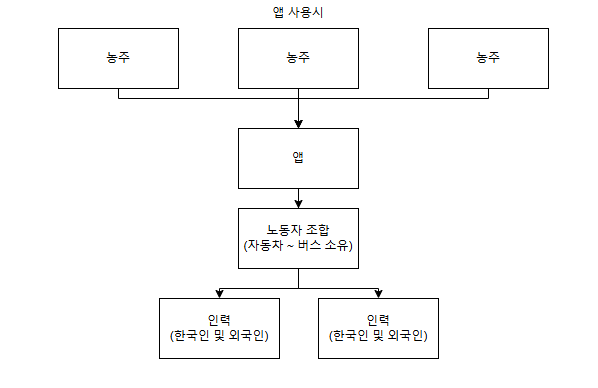 앱 사용시
농주
농주
농주
앱
노동자 조합
(자동차 ~ 버스 소유)
인력
(한국인 및 외국인)
인력
(한국인 및 외국인)